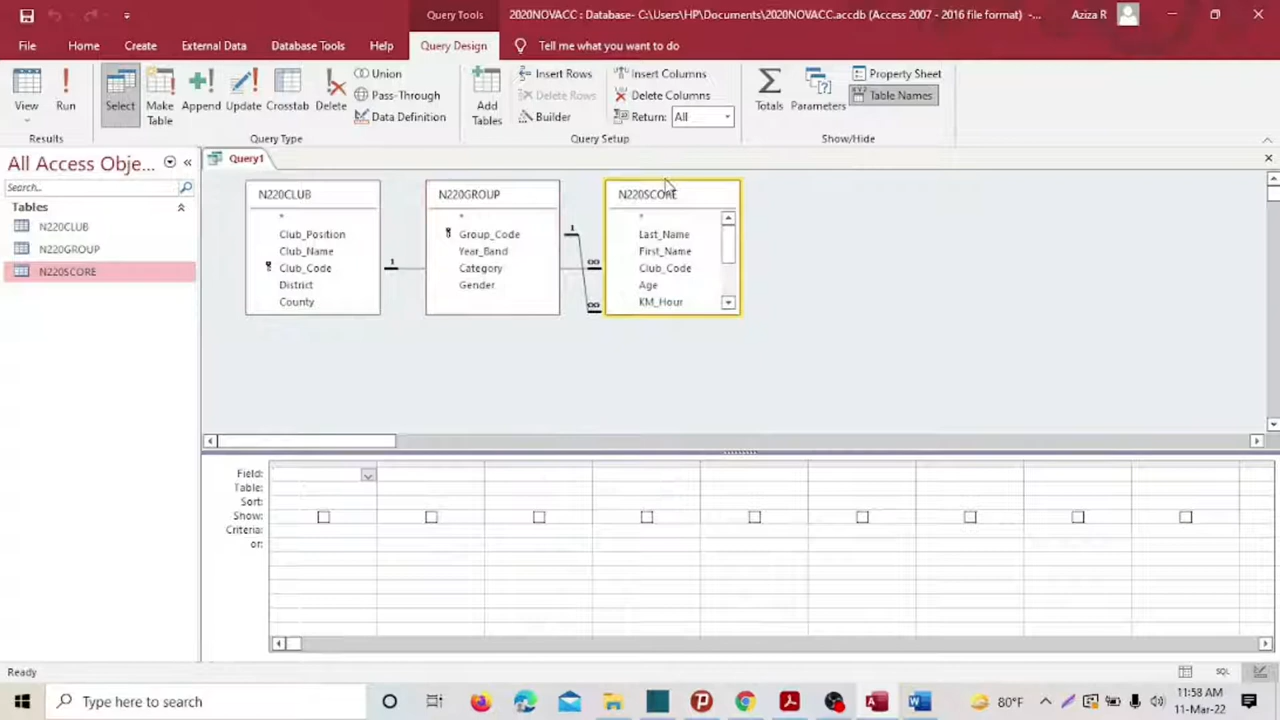 Query Tools
2020NOVACC : Database- C:\Users\HP\Documents\2020NOVACC.accdb (Access 2007 - 2016 file format) -...
Aziza R
File Home Create External Data Database Tools Help Query Design Tell me what you want to do
View
Run
Results
Select
Make Table
Append
Update
Crosstab
Delete
Union
Pass-Through
Data Definition
Query Type
Add Tables
Insert Rows
Delete Rows
Builder
Insert Columns
Delete Columns
Return: All
Query Setup
Totals
Parameters
Property Sheet
Table Names
Show/Hide
All Access Obje...
Search...
Tables
N220CLUB
N220GROUP
N220SCORE
Query1
N220CLUB
*
Club_Position
Club_Name
Club_Code
District
County
1
N220GROUP
*
Group_Code
Year_Band
Category
Gender
1
∞
∞
N220SCORE
*
Last_Name
First_Name
Club_Code
Age
KM_Hour
Field:
Table:
Sort:
Show:
Criteria:
or:
Ready
SQL
Type here to search
80°F
11:58 AM
11-Mar-22